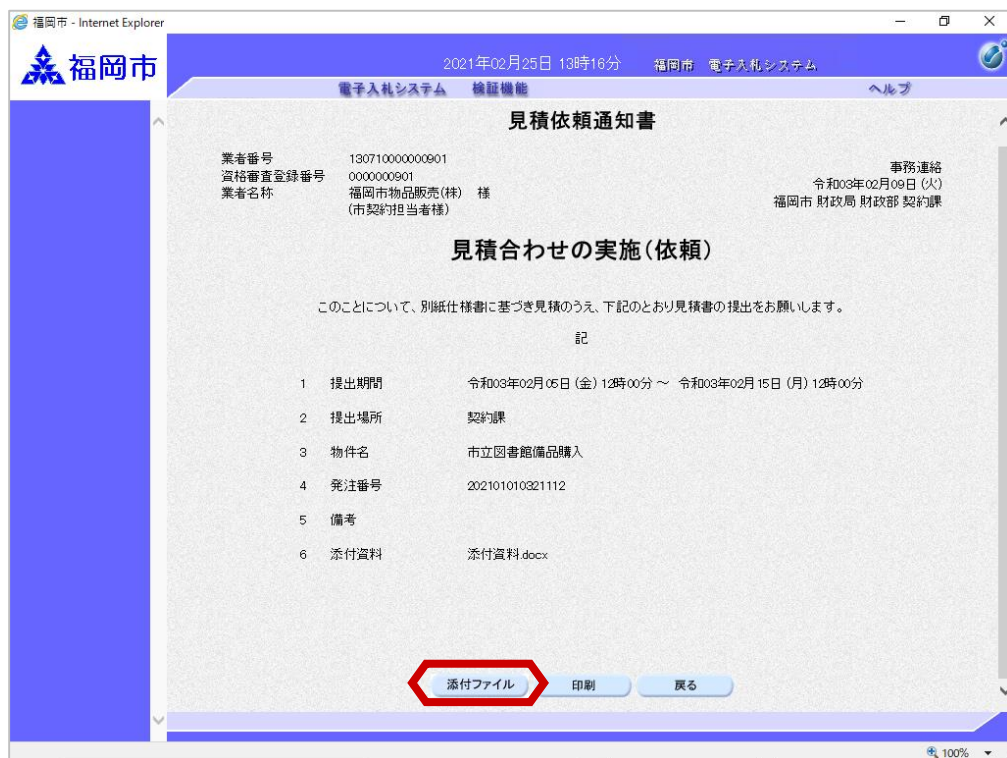 福岡市 - Internet Explorer
福岡市
2021年02月25日 13時16分 福岡市 電子入札システム
電子入札システム 検証機能 ヘルプ
見積依頼通知書
業者番号 130710000000901
資格審査登録番号 0000000901
業者名称 福岡市物品販売(株) 様
(市契約担当者様)
事務連絡
令和03年02月09日(火)
福岡市 財政局 財政部 契約課
見積合わせの実施(依頼)
このことについて、別紙仕様書に基づき見積のうえ、下記のとおり見積書の提出をお願いします。
記
1 提出期間 令和03年02月05日(金)12時00分～ 令和03年02月15日(月)12時00分
2 提出場所 契約課
3 物件名 市立図書館備品購入
4 発注番号 202101010321112
5 備考
6 添付資料 添付資料.docx
添付ファイル 印刷 戻る
100%